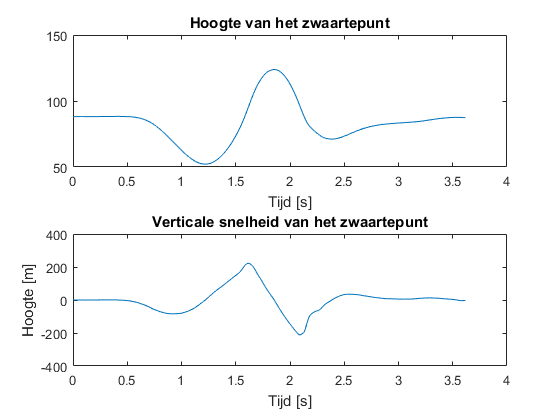 Hoogte van het zwaartepunt
150
100
50
0 0.5 1 1.5 2 2.5 3 3.5 4
Tijd [s]
Verticale snelheid van het zwaartepunt
Hoogte [m]
400
200
0
-200
-400
0 0.5 1 1.5 2 2.5 3 3.5 4
Tijd [s]